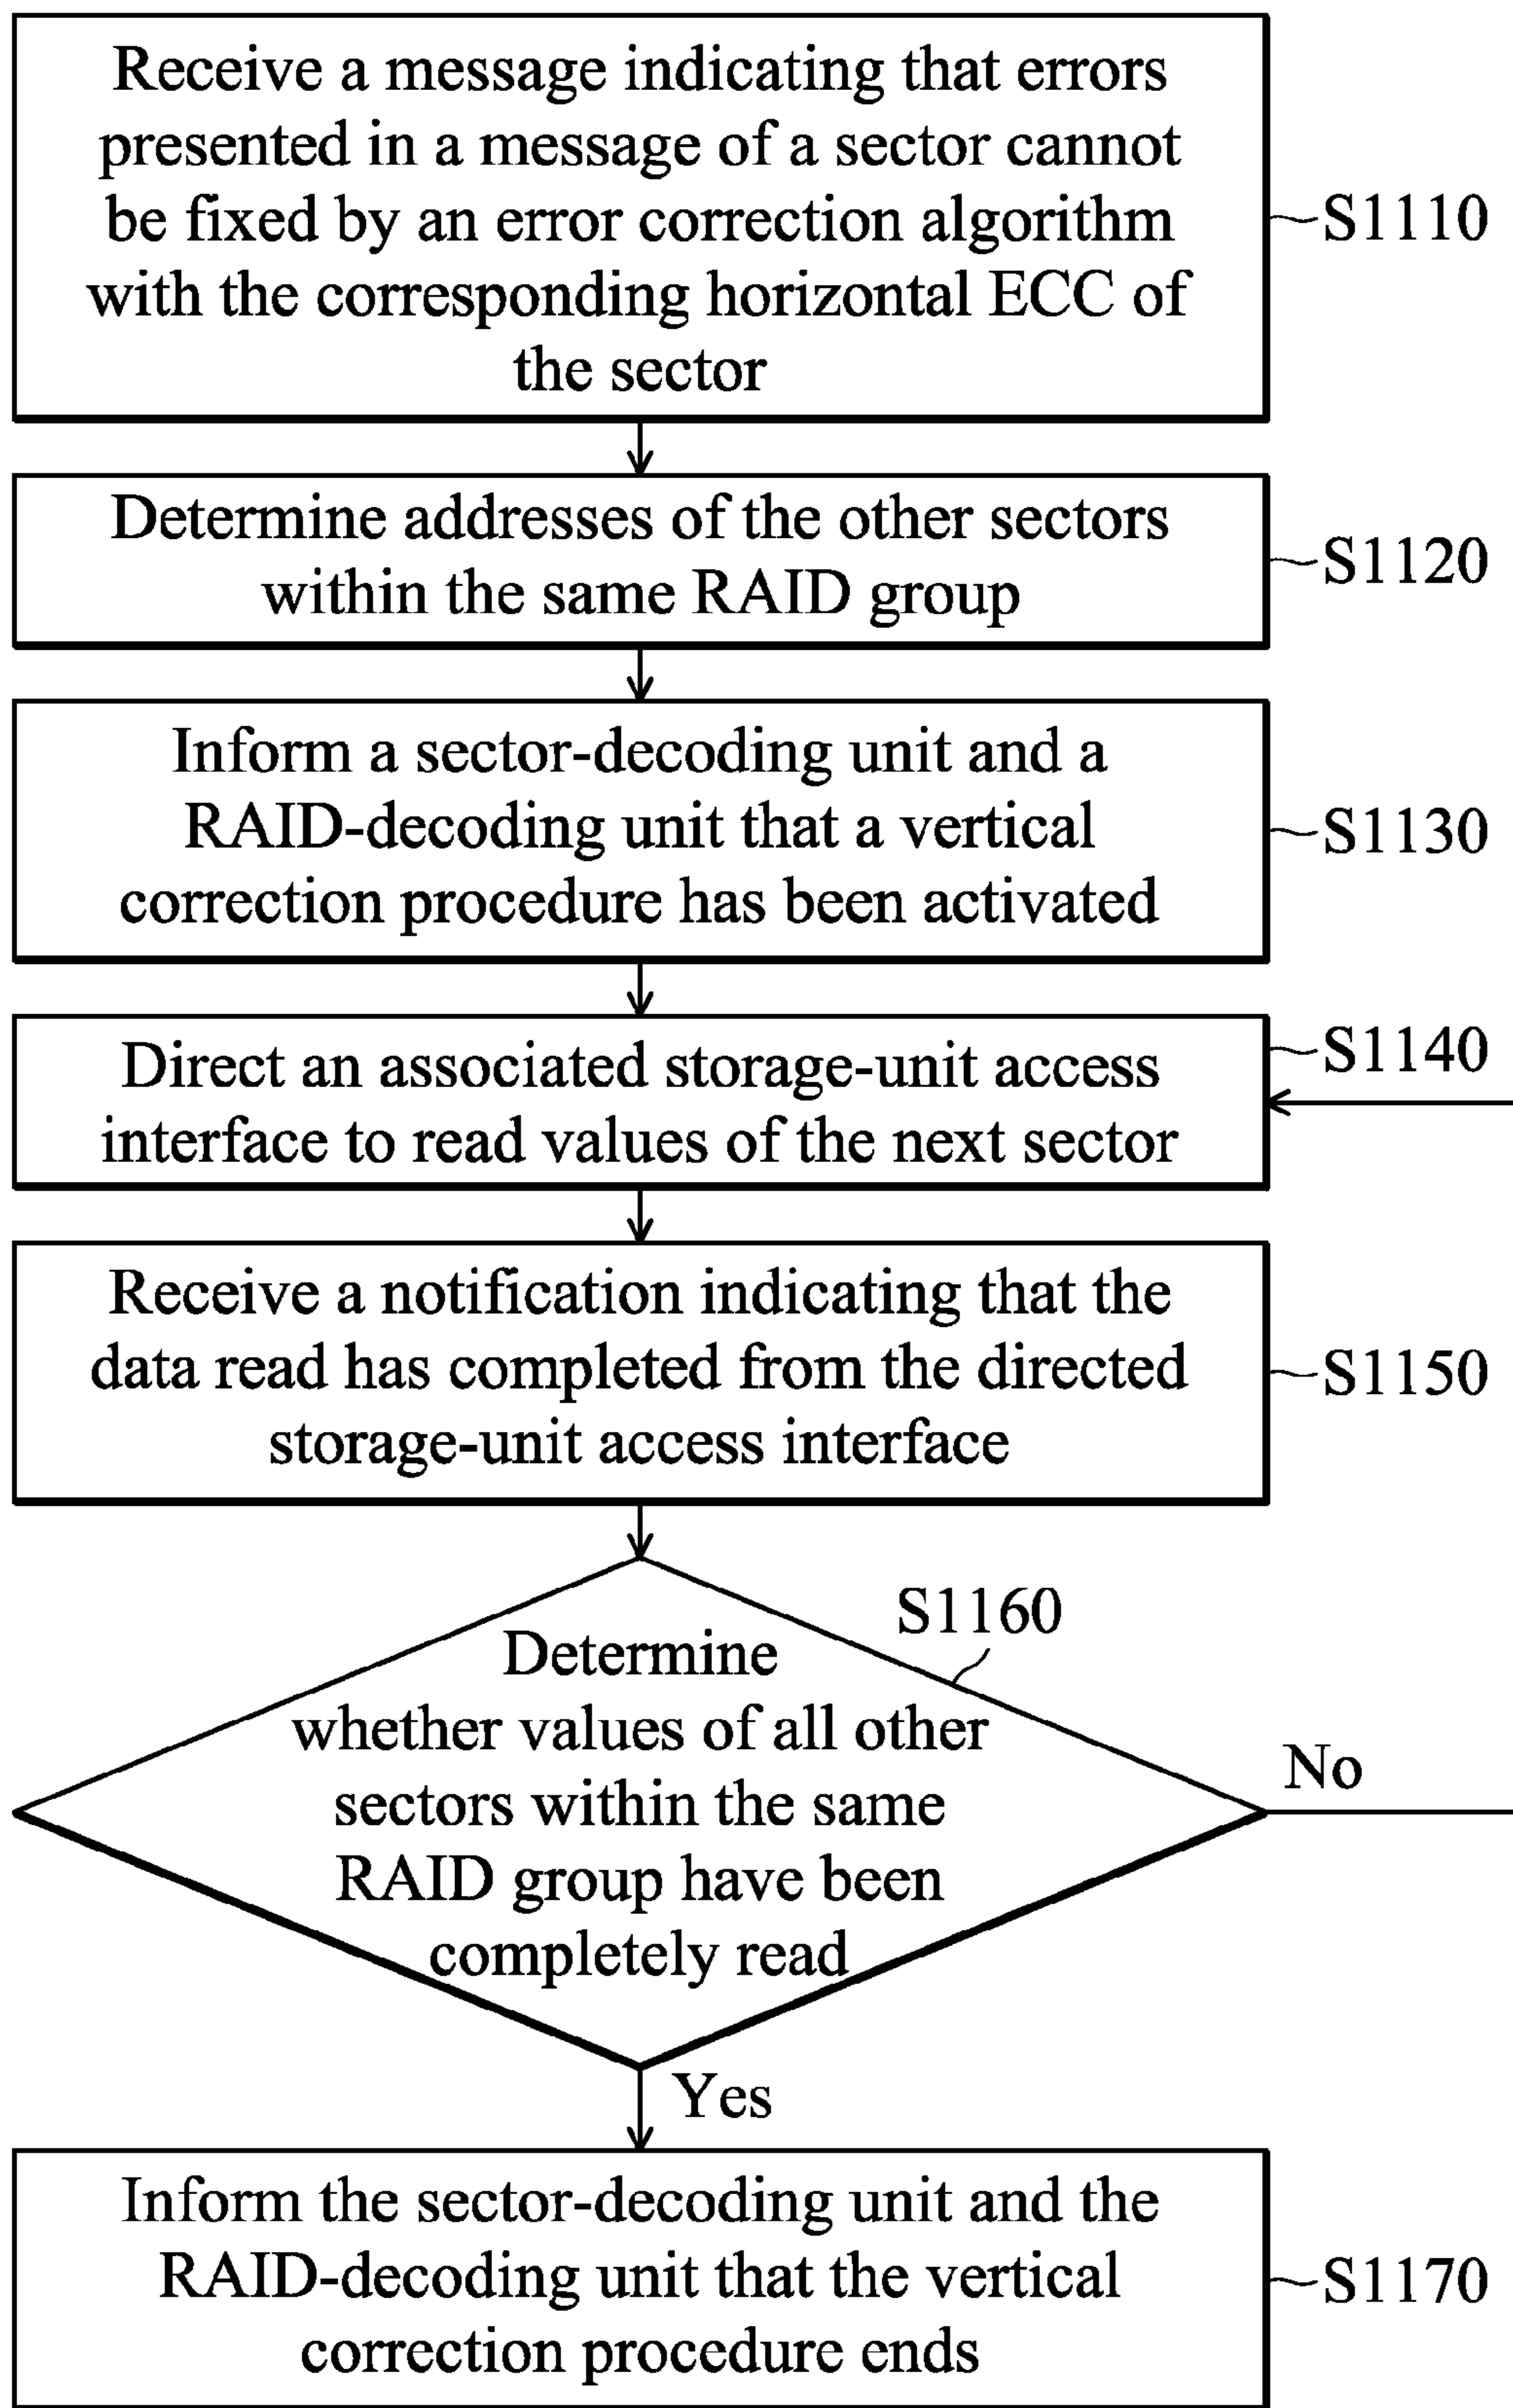 Receive a message indicating that errors
presented in a message of a sector cannot
be fixed by an error correction algorithm
with the corresponding horizontal ECC of
the sector
S1110
Determine addresses of the other sectors
within the same RAID group
S1120
Inform a sector-decoding unit and a
RAID-decoding unit that a vertical
correction procedure has been activated
S1130
Direct an associated storage-unit access
interface to read values of the next sector
S1140
Receive a notification indicating that the
data read has completed from the directed
storage-unit access interface
S1150
S1160
Determine
whether values of all other
sectors within the same
RAID group have been
completely read
No
Yes
Inform the sector-decoding unit and the
RAID-decoding unit that the vertical
correction procedure ends
S1170